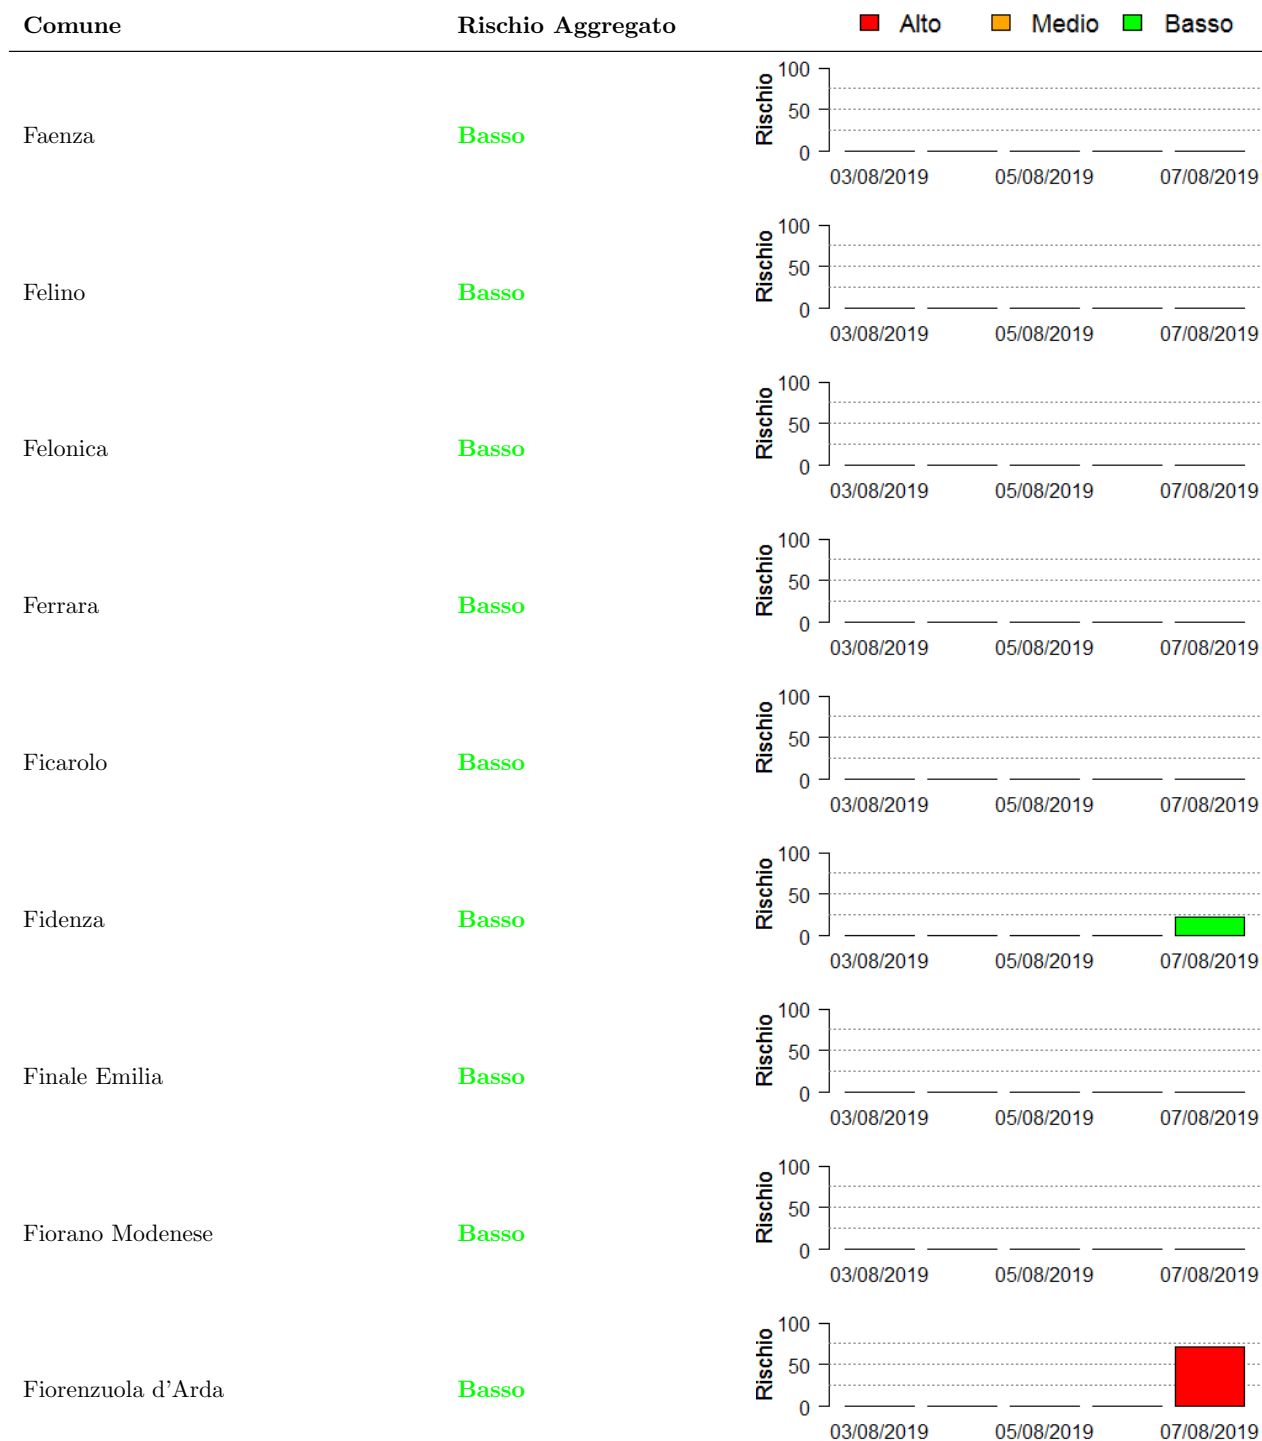 Comune Rischio Aggregato Alto Medio Basso
Faenza Basso Rischio 100 50 0
03/08/2019 05/08/2019 07/08/2019
Felino Basso Rischio 100 50 0
03/08/2019 05/08/2019 07/08/2019
Felonica Basso Rischio 100 50 0
03/08/2019 05/08/2019 07/08/2019
Ferrara Basso Rischio 100 50 0
03/08/2019 05/08/2019 07/08/2019
Ficarolo Basso Rischio 100 50 0
03/08/2019 05/08/2019 07/08/2019
Fidenza Basso Rischio 100 50 0
03/08/2019 05/08/2019 07/08/2019
Finale Emilia Basso Rischio 100 50 0
03/08/2019 05/08/2019 07/08/2019
Fiorano Modenese Basso Rischio 100 50 0
03/08/2019 05/08/2019 07/08/2019
Fiorenzuola d'Arda Basso Rischio 100 50 0
03/08/2019 05/08/2019 07/08/2019